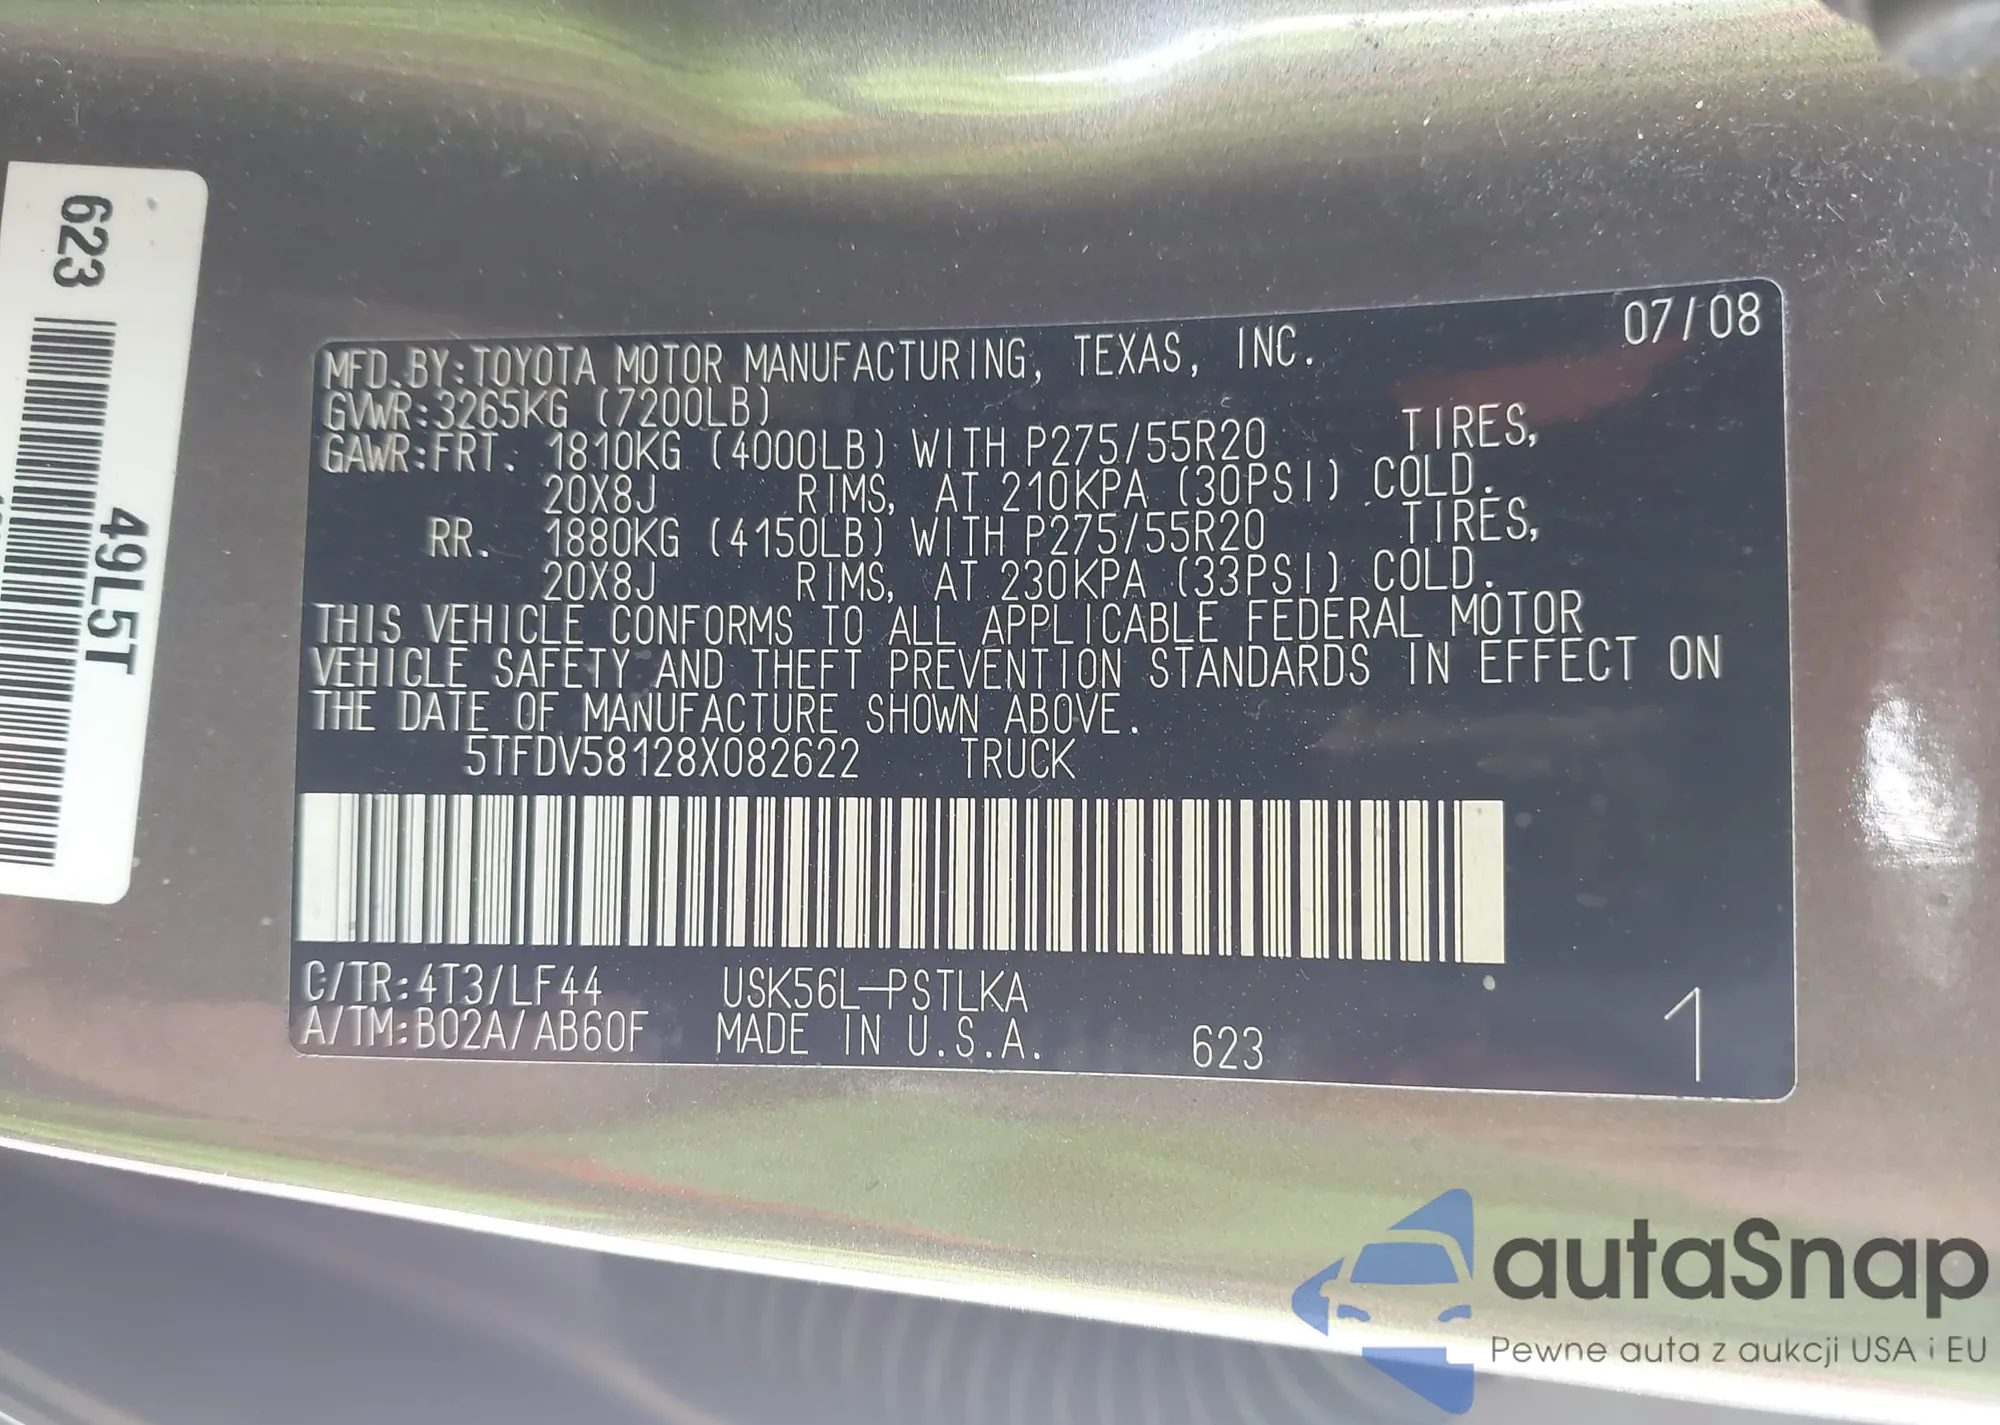 623
49L5T
07/08
MFD.BY:TOYOTA MOTOR MANUFACTURING, TEXAS, INC.
GVWR:3265KG (7200LB)
GAWR:FRT. 1810KG (4000LB) WITH P275/55R20 TIRES,
20X8J RIMS, AT 210KPA (30PSI) COLD.
RR. 1880KG (4150LB) WITH P275/55R20 TIRES,
20X8J RIMS, AT 230KPA (33PSI) COLD.
THIS VEHICLE CONFORMS TO ALL APPLICABLE FEDERAL MOTOR
VEHICLE SAFETY AND THEFT PREVENTION STANDARDS IN EFFECT ON
THE DATE OF MANUFACTURE SHOWN ABOVE.
5TFDV58128X082622 TRUCK
C/TR:4T3/LF44 USK56L-PSTLKA
A/TM:B02A/AB60F MADE IN U.S.A. 623 1
autaSnap
Pewne auta z aukcji USA i EU